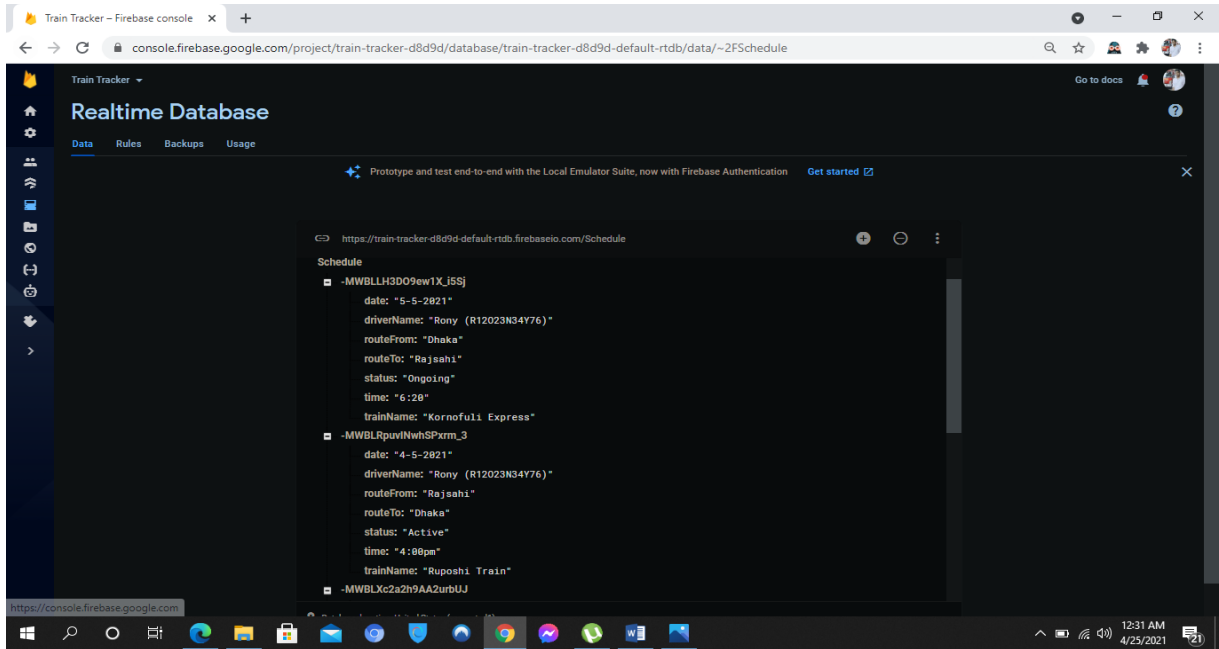 Train Tracker – Firebase console
console.firebase.google.com/project/train-tracker-d8d9d/database/train-tracker-d8d9d-default-rtdb/data/~2FSchedule
Train Tracker
Go to docs
Realtime Database
Data Rules Backups Usage
Prototype and test end-to-end with the Local Emulator Suite, now with Firebase Authentication Get started
https://train-tracker-d8d9d-default-rtdb.firebaseio.com/Schedule
Schedule
-MWBLLH3DO9ew1X_i5Sj
date: "5-5-2021"
driverName: "Rony (R12O23N34Y76)"
routeFrom: "Dhaka"
routeTo: "Rajsahi"
status: "Ongoing"
time: "6:20"
trainName: "Kornofuli Express"
-MWBLRpuvINwhSPxrm_3
date: "4-5-2021"
driverName: "Rony (R12O23N34Y76)"
routeFrom: "Rajsahi"
routeTo: "Dhaka"
status: "Active"
time: "4:00pm"
trainName: "Ruposhi Train"
-MWBLXc2a2h9AA2urbUJ
https://console.firebase.google.com
12:31 AM
4/25/2021
21